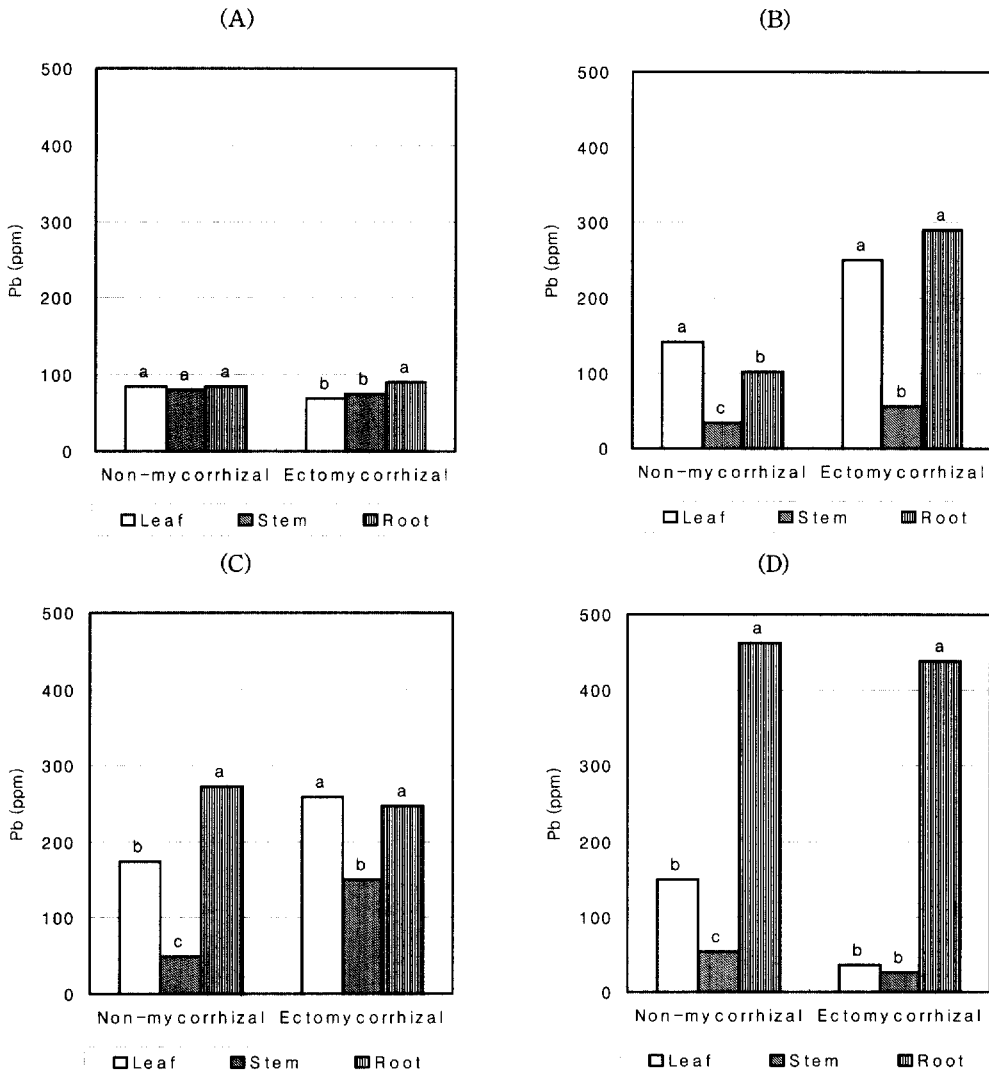 (A)
500
400
300
200
100
0
Pb (ppm)
a a a b b a
Non-mycorrhizal Ectomycorrhizal
Leaf Stem Root
(B)
500
400
300
200
100
0
Pb (ppm)
a c b a b a
Non-mycorrhizal Ectomycorrhizal
Leaf Stem Root
(C)
500
400
300
200
100
0
Pb (ppm)
b c a a b a
Non-mycorrhizal Ectomycorrhizal
Leaf Stem Root
(D)
500
400
300
200
100
0
Pb (ppm)
b c a b b a
Non-mycorrhizal Ectomycorrhizal
Leaf Stem Root